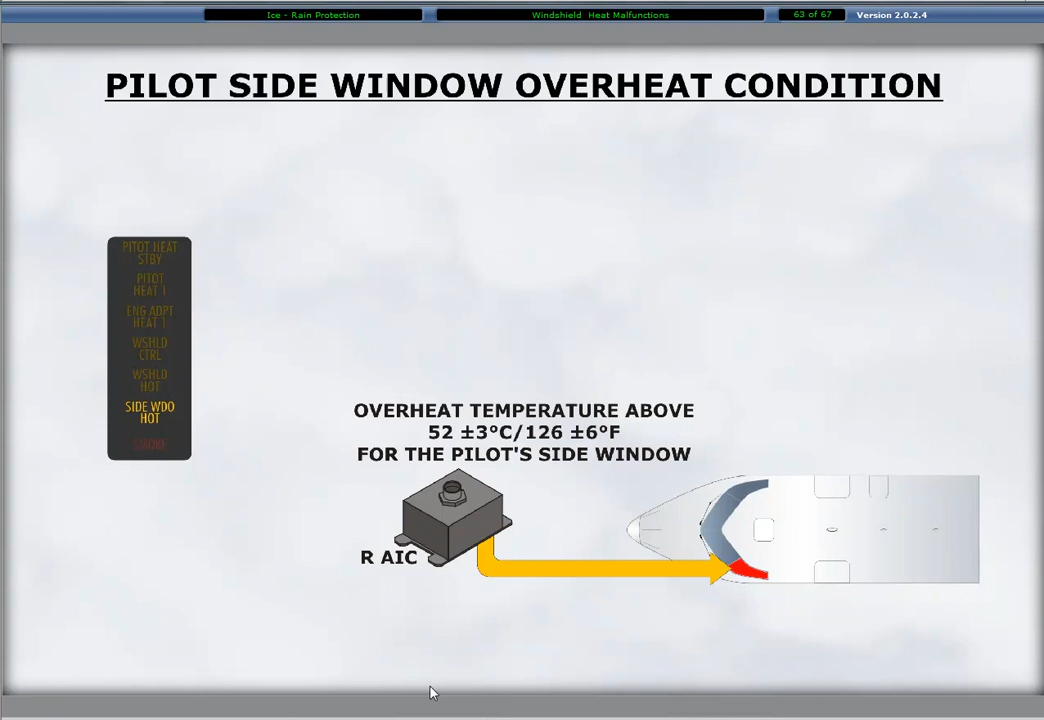 Ice - Rain Protection
Windshield  Heat Malfunctions
63 of 67
Version 2.0.2.4
PILOT SIDE WINDOW OVERHEAT CONDITION
PITOT HEAT
STBY
PITOT
HEAT 1
ENG ADPT
HEAT 1
WSHLD
CTRL
WSHLD
HOT
SIDE WDO
HOT
SMOKE
OVERHEAT TEMPERATURE ABOVE
52 ±3°C/126 ±6°F
FOR THE PILOT'S SIDE WINDOW
R AIC